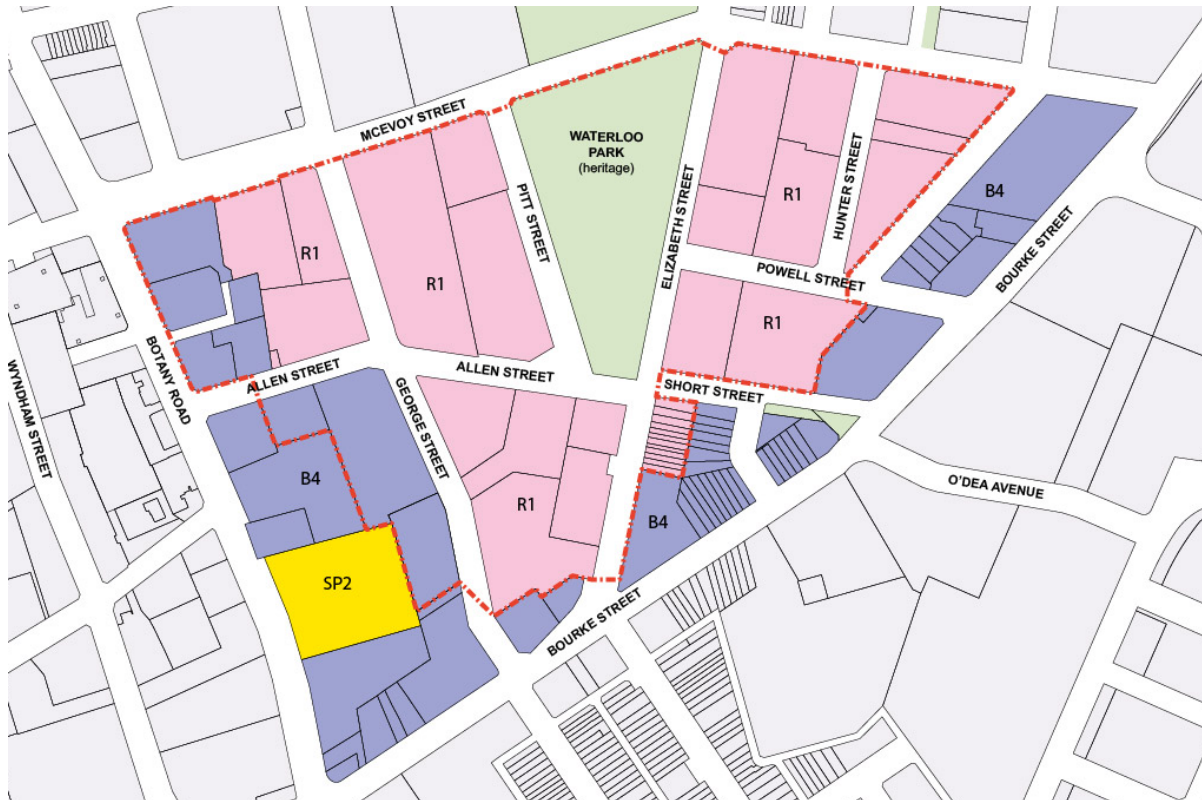 MCEVOY STREET
WATERLOO
PARK
(heritage)
PITT STREET
ELIZABETH STREET
HUNTER STREET
R1
R1
R1
B4
BOURKE STREET
POWELL STREET
R1
WYNDHAM STREET
BOTANY ROAD
ALLEN STREET
ALLEN STREET
GEORGE STREET
SHORT STREET
B4
R1
B4
O'DEA AVENUE
SP2
BOURKE STREET